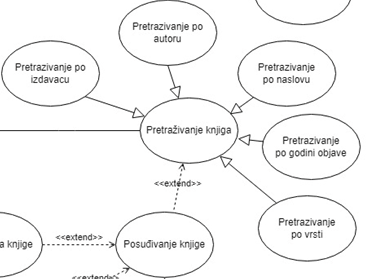 Pretrazivanje po
autoru
Pretrazivanje po
izdavacu
Pretrazivanje
po naslovu
Pretraživanje knjiga
Pretrazivanje
po godini objave
<<extend>>
Pretrazivanje
po vrsti
a knjige
<<extend>>
Posuđivanje knjige
<<extend>>